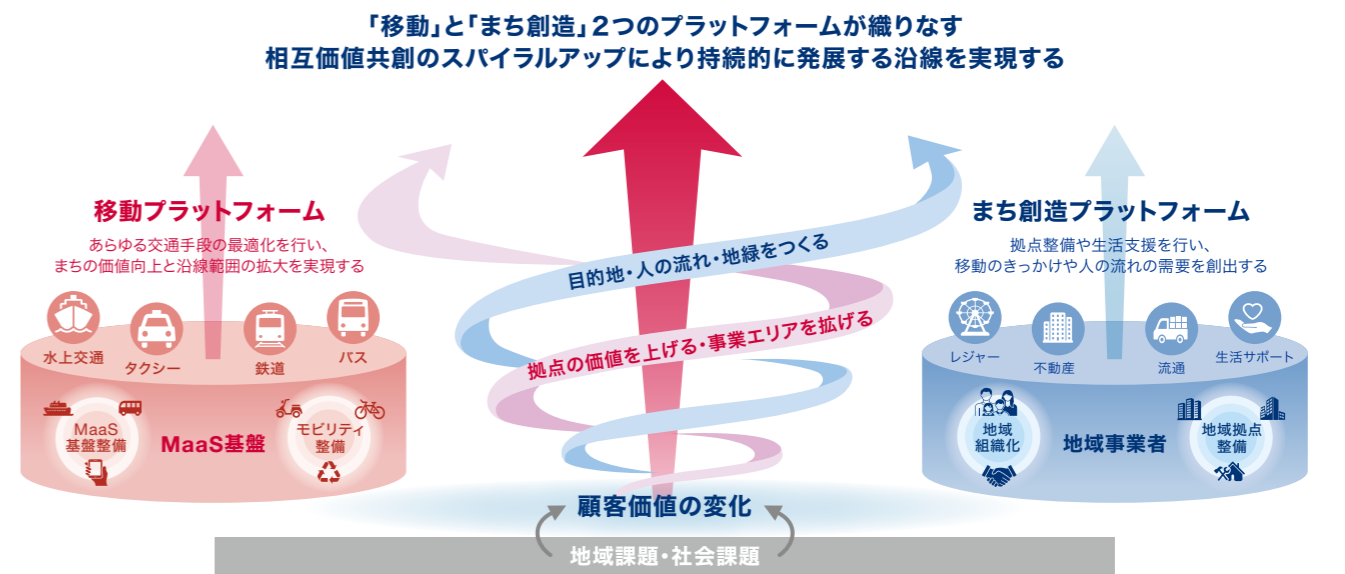 「移動」と「まち創造」2つのプラットフォームが織りなす
相互価値共創のスパイラルアップにより持続的に発展する沿線を実現する
移動プラットフォーム
あらゆる交通手段の最適化を行い、
まちの価値向上と沿線範囲の拡大を実現する
水上交通
タクシー
鉄道
バス
MaaS
基盤整備
MaaS基盤
モビリティ
整備
目的地・人の流れ・地縁をつくる
拠点の価値を上げる・事業エリアを拡げる
まち創造プラットフォーム
拠点整備や生活支援を行い、
移動のきっかけや人の流れの需要を創出する
レジャー
不動産
流通
生活サポート
地域
組織化
地域事業者
地域拠点
整備
顧客価値の変化
地域課題・社会課題